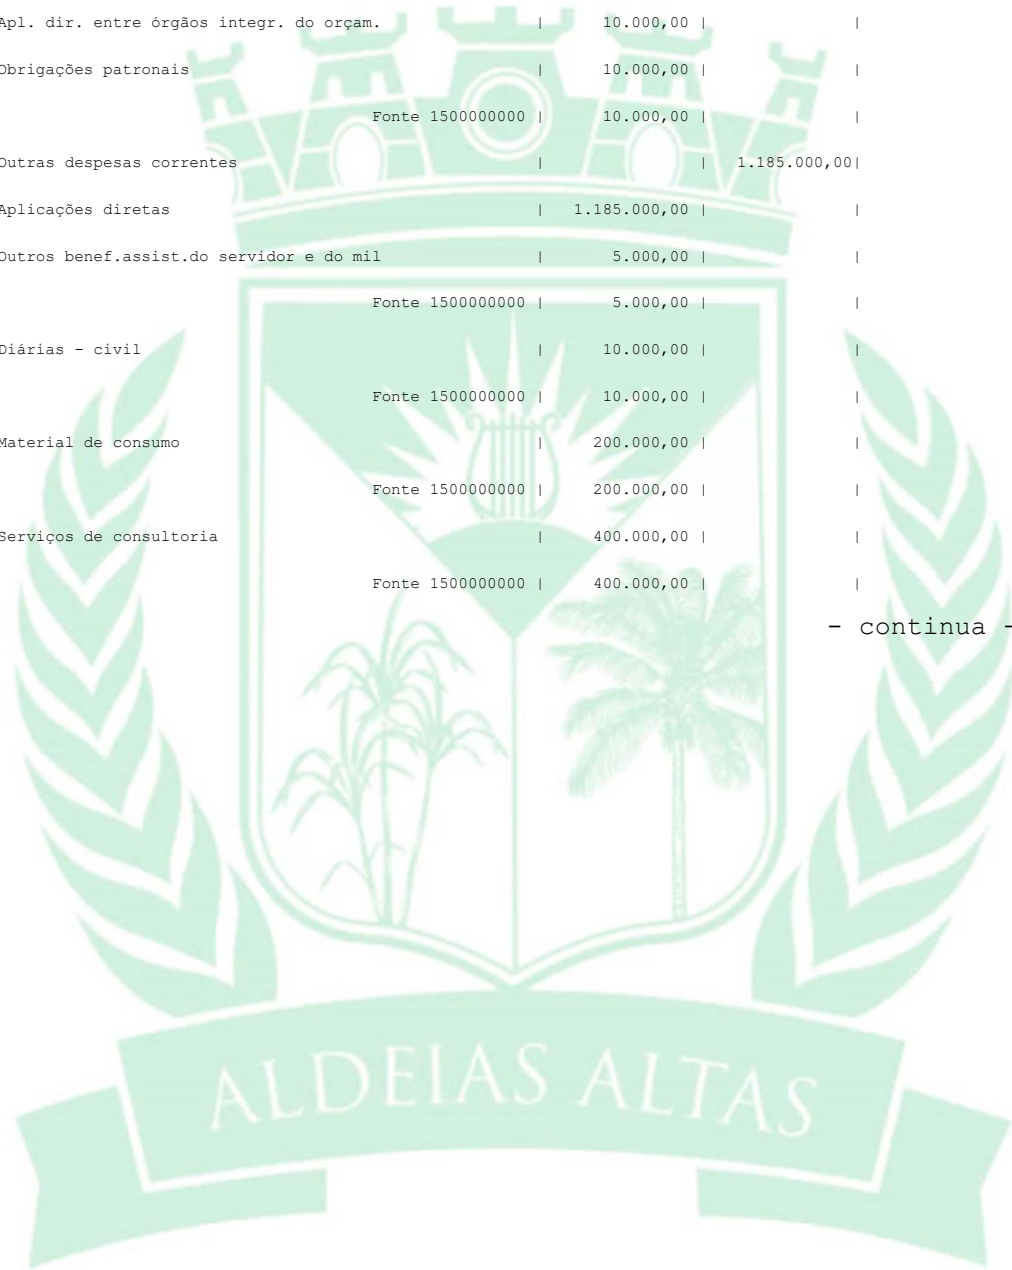 Apl. dir. entre órgãos integr. do orçam. | 10.000,00 | |
Obrigações patronais | 10.000,00 | |
Fonte 1500000000 | 10.000,00 | |
Outras despesas correntes | | 1.185.000,00|
Aplicações diretas | 1.185.000,00 | |
Outros benef.assist.do servidor e do mil | 5.000,00 | |
Fonte 1500000000 | 5.000,00 | |
Diárias - civil | 10.000,00 | |
Fonte 1500000000 | 10.000,00 | |
Material de consumo | 200.000,00 | |
Fonte 1500000000 | 200.000,00 | |
Serviços de consultoria | 400.000,00 | |
Fonte 1500000000 | 400.000,00 | |
- continua -
ALDEIAS ALTAS